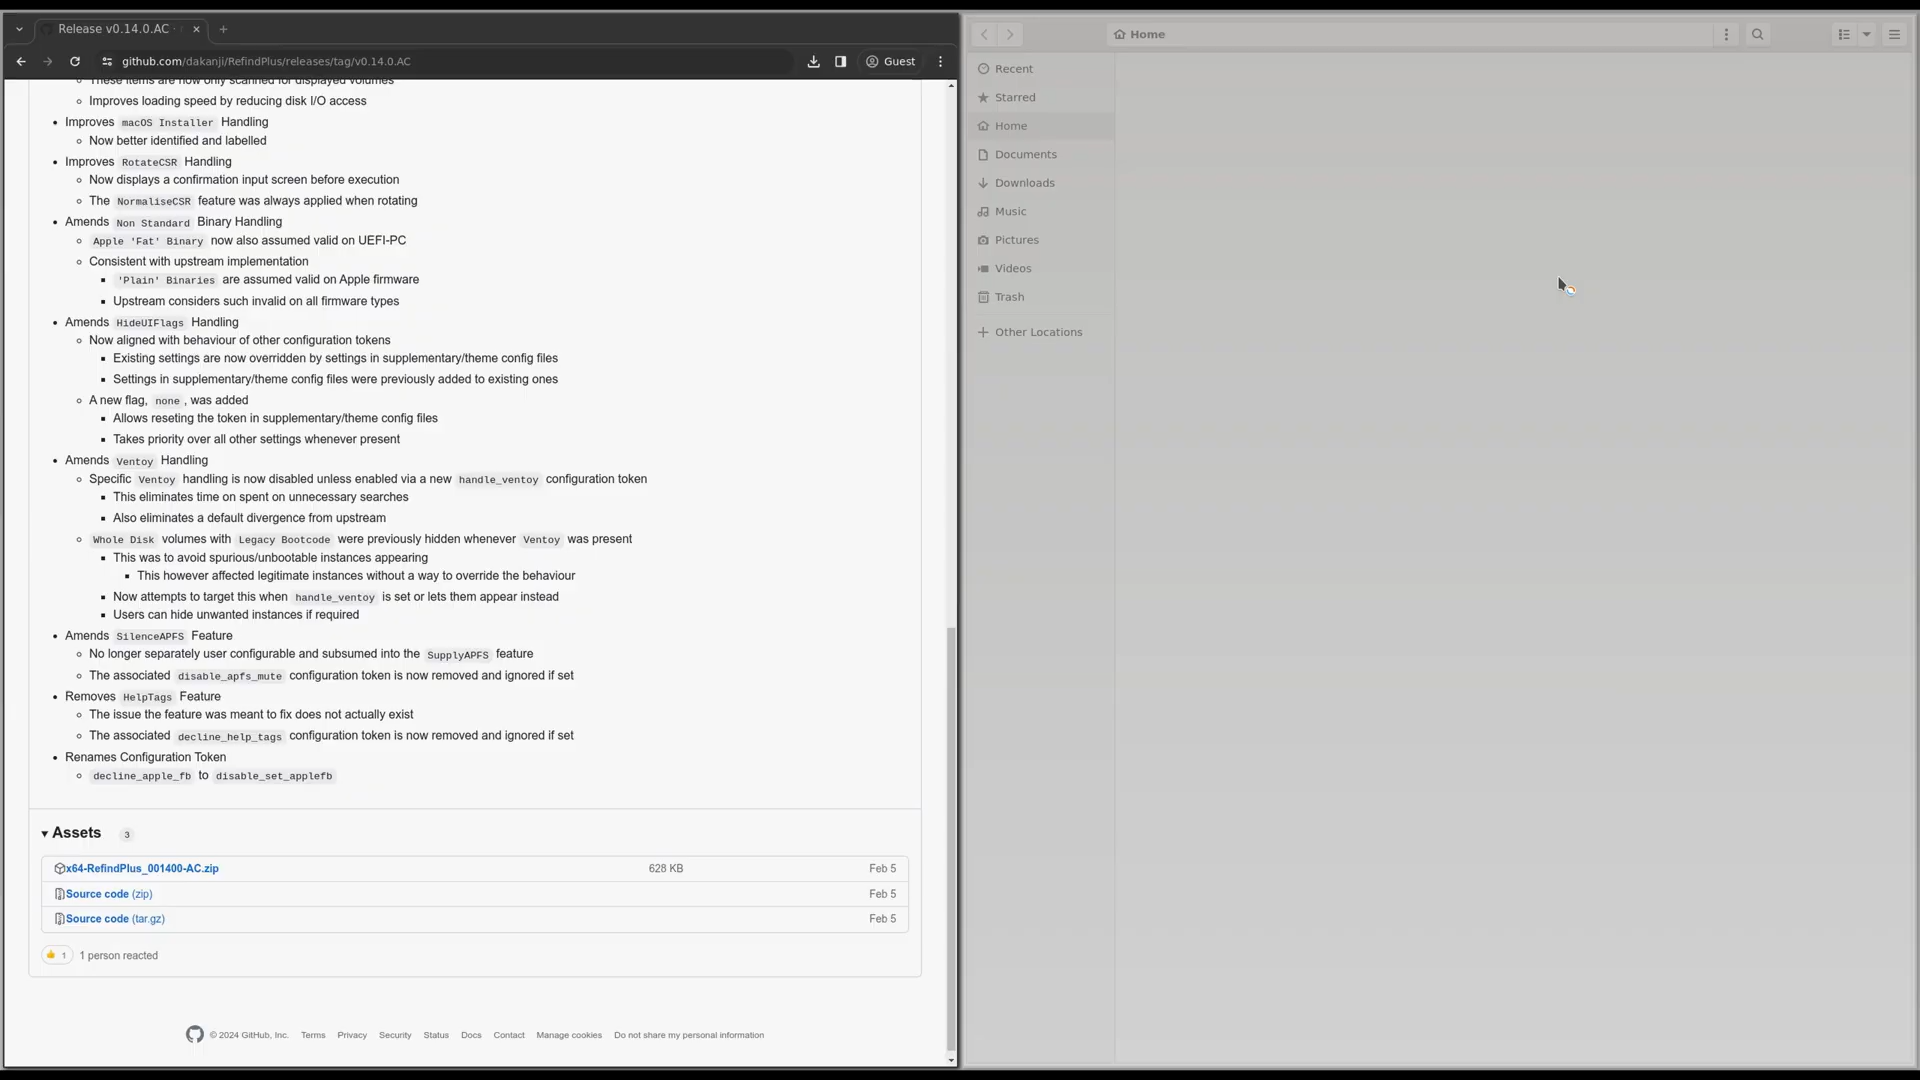 Release v0.14.0.AC ·
github.com/dakanji/RefindPlus/releases/tag/v0.14.0.AC
Guest
These items are now only scanned for displayed volumes
Improves loading speed by reducing disk I/O access
Improves macOS Installer Handling
Now better identified and labelled
Improves RotateCSR Handling
Now displays a confirmation input screen before execution
The NormaliseCSR feature was always applied when rotating
Amends Non Standard Binary Handling
Apple 'Fat' Binary now also assumed valid on UEFI-PC
Consistent with upstream implementation
'Plain' Binaries are assumed valid on Apple firmware
Upstream considers such invalid on all firmware types
Amends HideUIFlags Handling
Now aligned with behaviour of other configuration tokens
Existing settings are now overridden by settings in supplementary/theme config files
Settings in supplementary/theme config files were previously added to existing ones
A new flag, none, was added
Allows reseting the token in supplementary/theme config files
Takes priority over all other settings whenever present
Amends Ventoy Handling
Specific Ventoy handling is now disabled unless enabled via a new handle_ventoy configuration token
This eliminates time on spent on unnecessary searches
Also eliminates a default divergence from upstream
Whole Disk volumes with Legacy Bootcode were previously hidden whenever Ventoy was present
This was to avoid spurious/unbootable instances appearing
This however affected legitimate instances without a way to override the behaviour
Now attempts to target this when handle_ventoy is set or lets them appear instead
Users can hide unwanted instances if required
Amends SilenceAPFS Feature
No longer separately user configurable and subsumed into the SupplyAPFS feature
The associated disable_apfs_mute configuration token is now removed and ignored if set
Removes HelpTags Feature
The issue the feature was meant to fix does not actually exist
The associated decline_help_tags configuration token is now removed and ignored if set
Renames Configuration Token
decline_apple_fb to disable_set_applefb
Assets 3
x64-RefindPlus_001400-AC.zip 628 KB Feb 5
Source code (zip) Feb 5
Source code (tar.gz) Feb 5
1 1 person reacted
© 2024 GitHub, Inc. Terms Privacy Security Status Docs Contact Manage cookies Do not share my personal information
Home
Recent
Starred
Home
Documents
Downloads
Music
Pictures
Videos
Trash
Other Locations